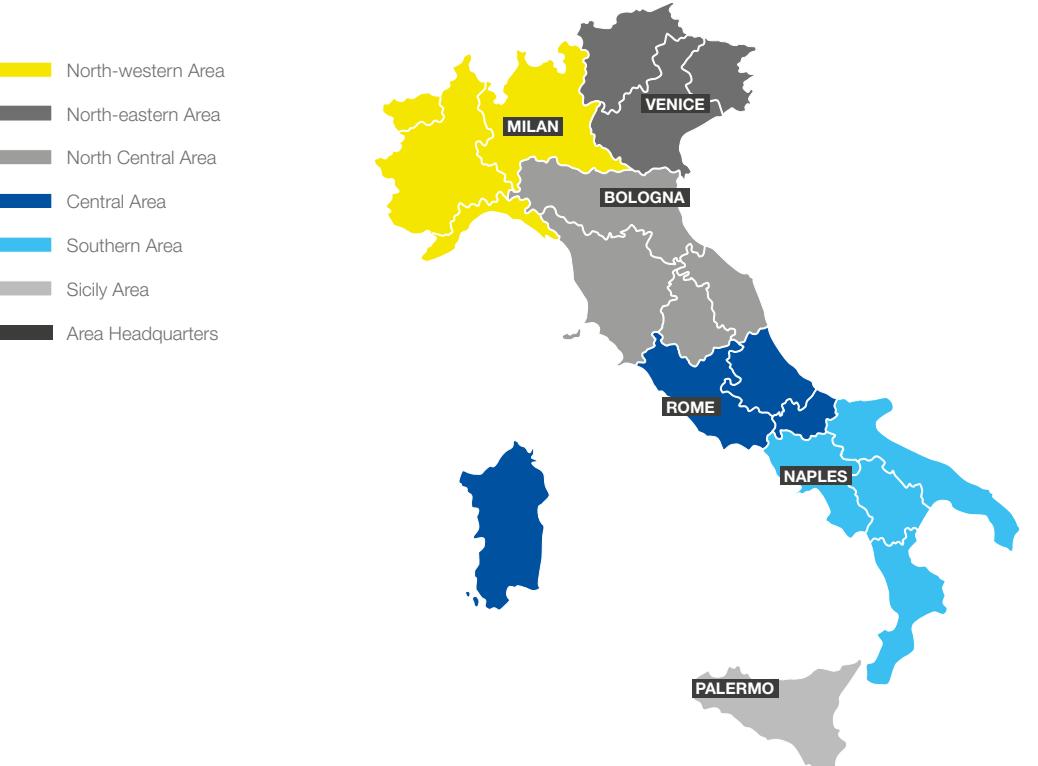 North-western Area
North-eastern Area
North Central Area
Central Area
Southern Area
Sicily Area
Area Headquarters
VENICE
MILAN
BOLOGNA
ROME
NAPLES
PALERMO